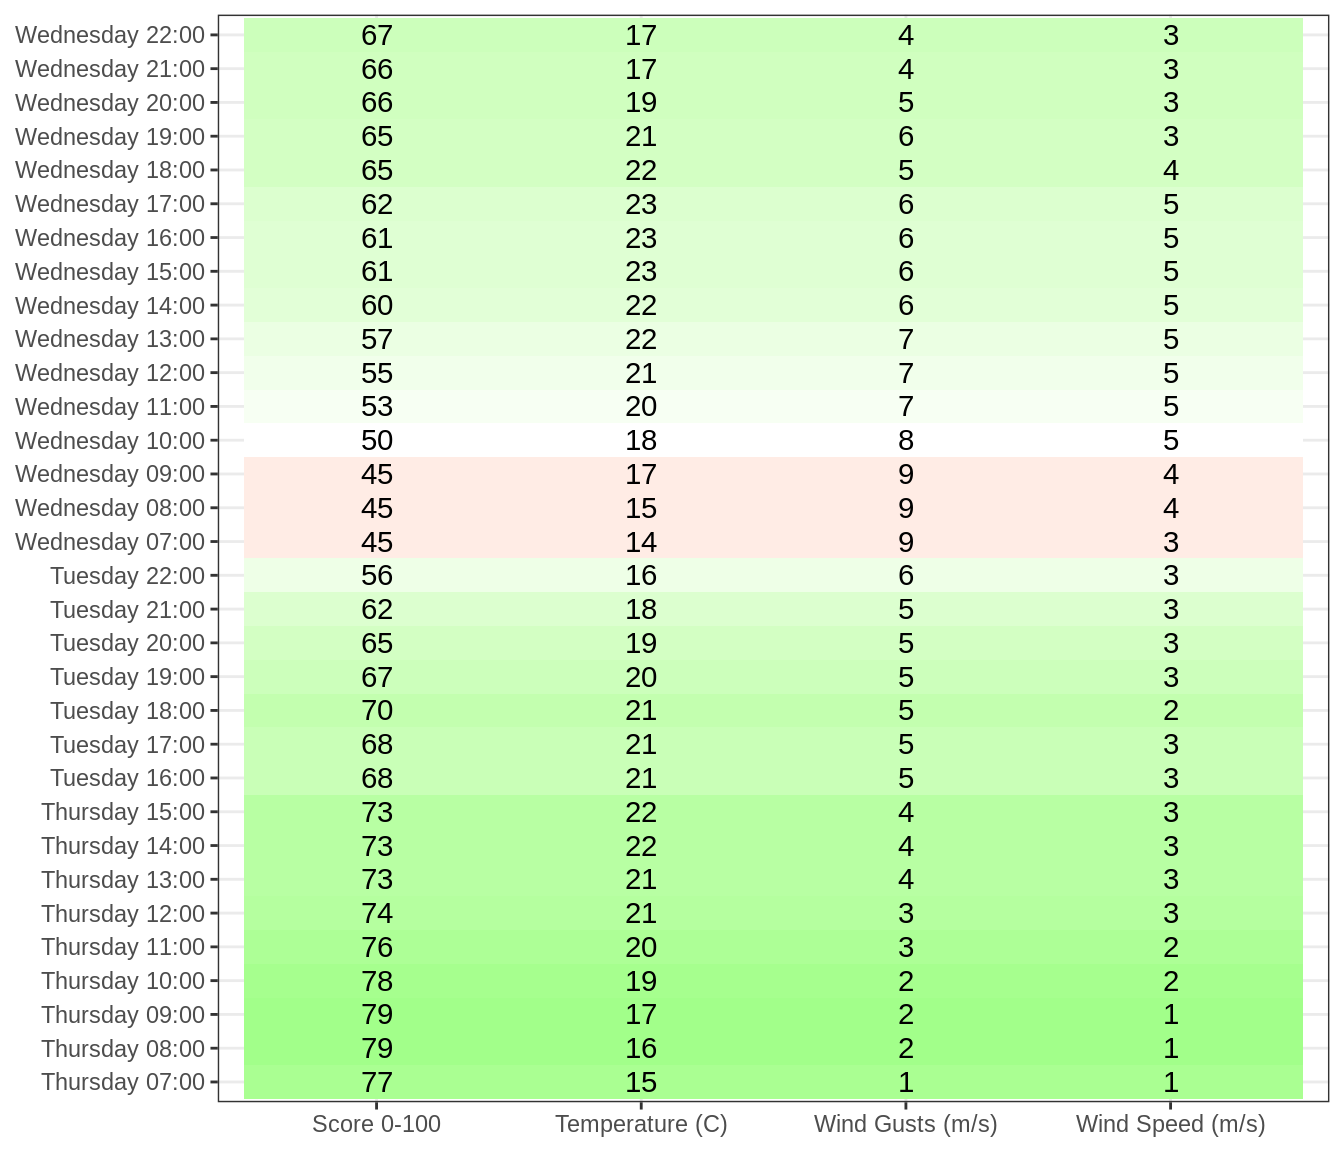 Wednesday 22:00 67 17 4 3
Wednesday 21:00 66 17 4 3
Wednesday 20:00 66 19 5 3
Wednesday 19:00 65 21 6 3
Wednesday 18:00 65 22 5 4
Wednesday 17:00 62 23 6 5
Wednesday 16:00 61 23 6 5
Wednesday 15:00 61 23 6 5
Wednesday 14:00 60 22 6 5
Wednesday 13:00 57 22 7 5
Wednesday 12:00 55 21 7 5
Wednesday 11:00 53 20 7 5
Wednesday 10:00 50 18 8 5
Wednesday 09:00 45 17 9 4
Wednesday 08:00 45 15 9 4
Wednesday 07:00 45 14 9 3
Tuesday 22:00 56 16 6 3
Tuesday 21:00 62 18 5 3
Tuesday 20:00 65 19 5 3
Tuesday 19:00 67 20 5 3
Tuesday 18:00 70 21 5 2
Tuesday 17:00 68 21 5 3
Tuesday 16:00 68 21 5 3
Thursday 15:00 73 22 4 3
Thursday 14:00 73 22 4 3
Thursday 13:00 73 21 4 3
Thursday 12:00 74 21 3 3
Thursday 11:00 76 20 3 2
Thursday 10:00 78 19 2 2
Thursday 09:00 79 17 2 1
Thursday 08:00 79 16 2 1
Thursday 07:00 77 15 1 1
Score 0-100 Temperature (C) Wind Gusts (m/s) Wind Speed (m/s)